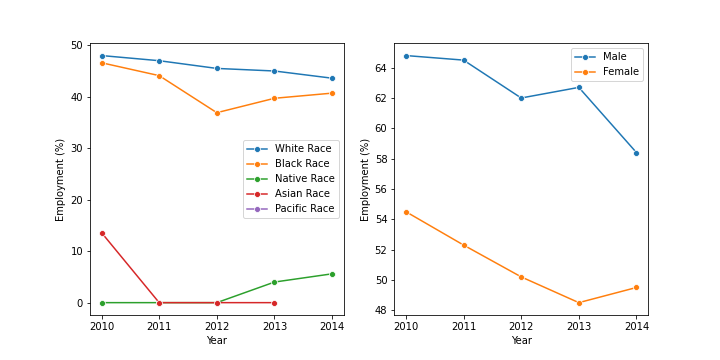 50
40
30
20
10
0
Employment (%)
White Race
Black Race
Native Race
Asian Race
Pacific Race
2010 2011 2012 2013 2014
Year
64
62
60
58
56
54
52
50
48
Employment (%)
Male
Female
2010 2011 2012 2013 2014
Year